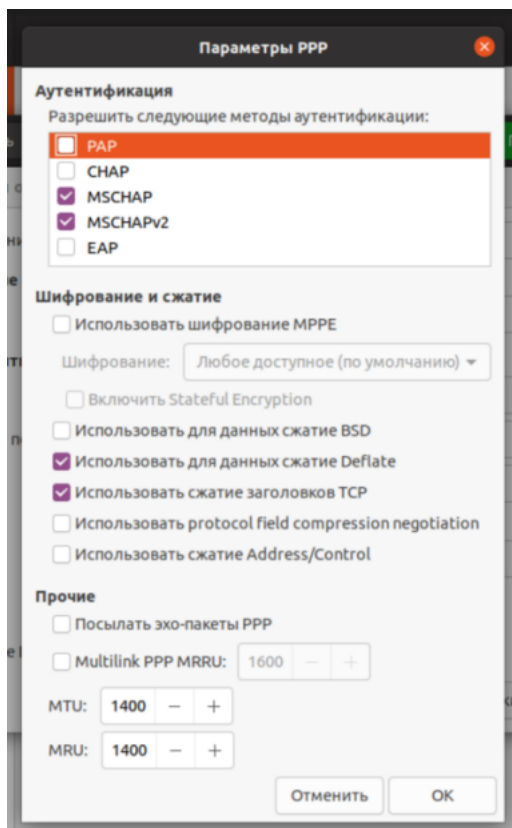 Параметры PPP
Аутентификация
Разрешить следующие методы аутентификации:
PAP
CHAP
MSCHAP
MSCHAPv2
EAP
Шифрование и сжатие
Использовать шифрование MPPE
Шифрование: Любое доступное (по умолчанию)
Включить Stateful Encryption
Использовать для данных сжатие BSD
Использовать для данных сжатие Deflate
Использовать сжатие заголовков TCP
Использовать protocol field compression negotiation
Использовать сжатие Address/Control
Прочие
Посылать эхо-пакеты PPP
Multilink PPP MRRU: 1600 − +
MTU: 1400 − +
MRU: 1400 − +
Отменить OK